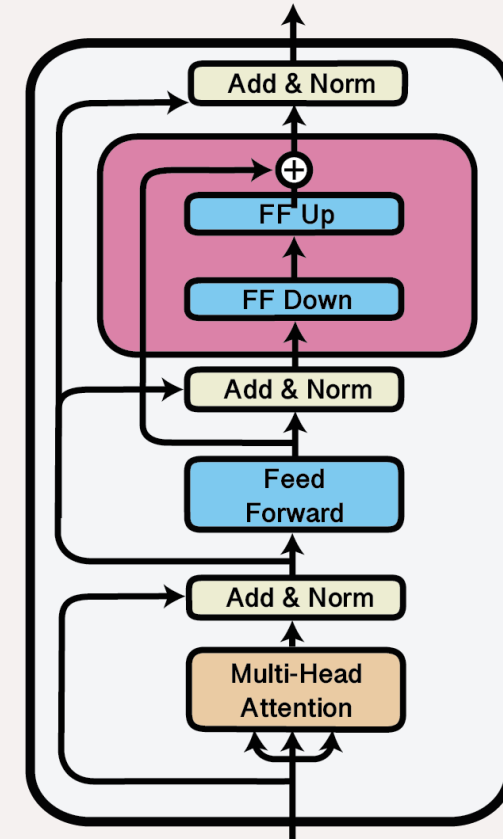 Add & Norm
FF Up
FF Down
Add & Norm
Feed
Forward
Add & Norm
Multi-Head
Attention